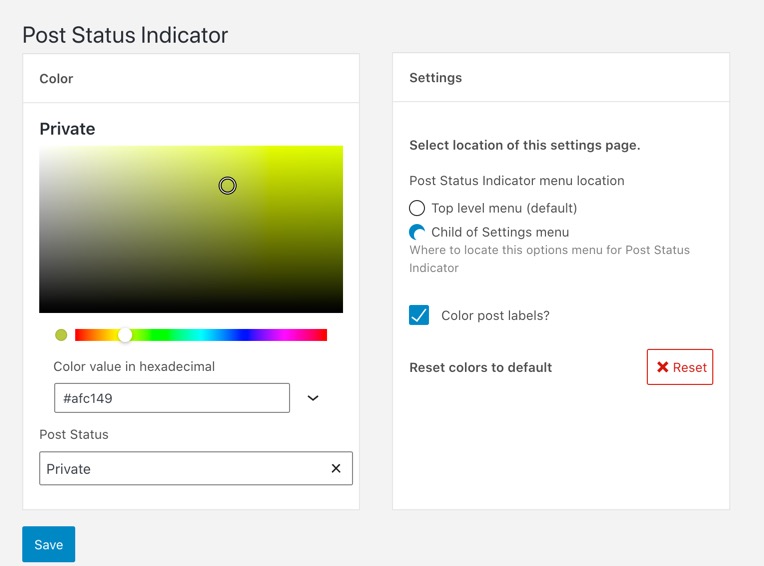 Post Status Indicator
Color
Private
Color value in hexadecimal
#afc149
Post Status
Private
Save
Settings
Select location of this settings page.
Post Status Indicator menu location
Top level menu (default)
Child of Settings menu
Where to locate this options menu for Post Status
Indicator
Color post labels?
Reset colors to default
Reset